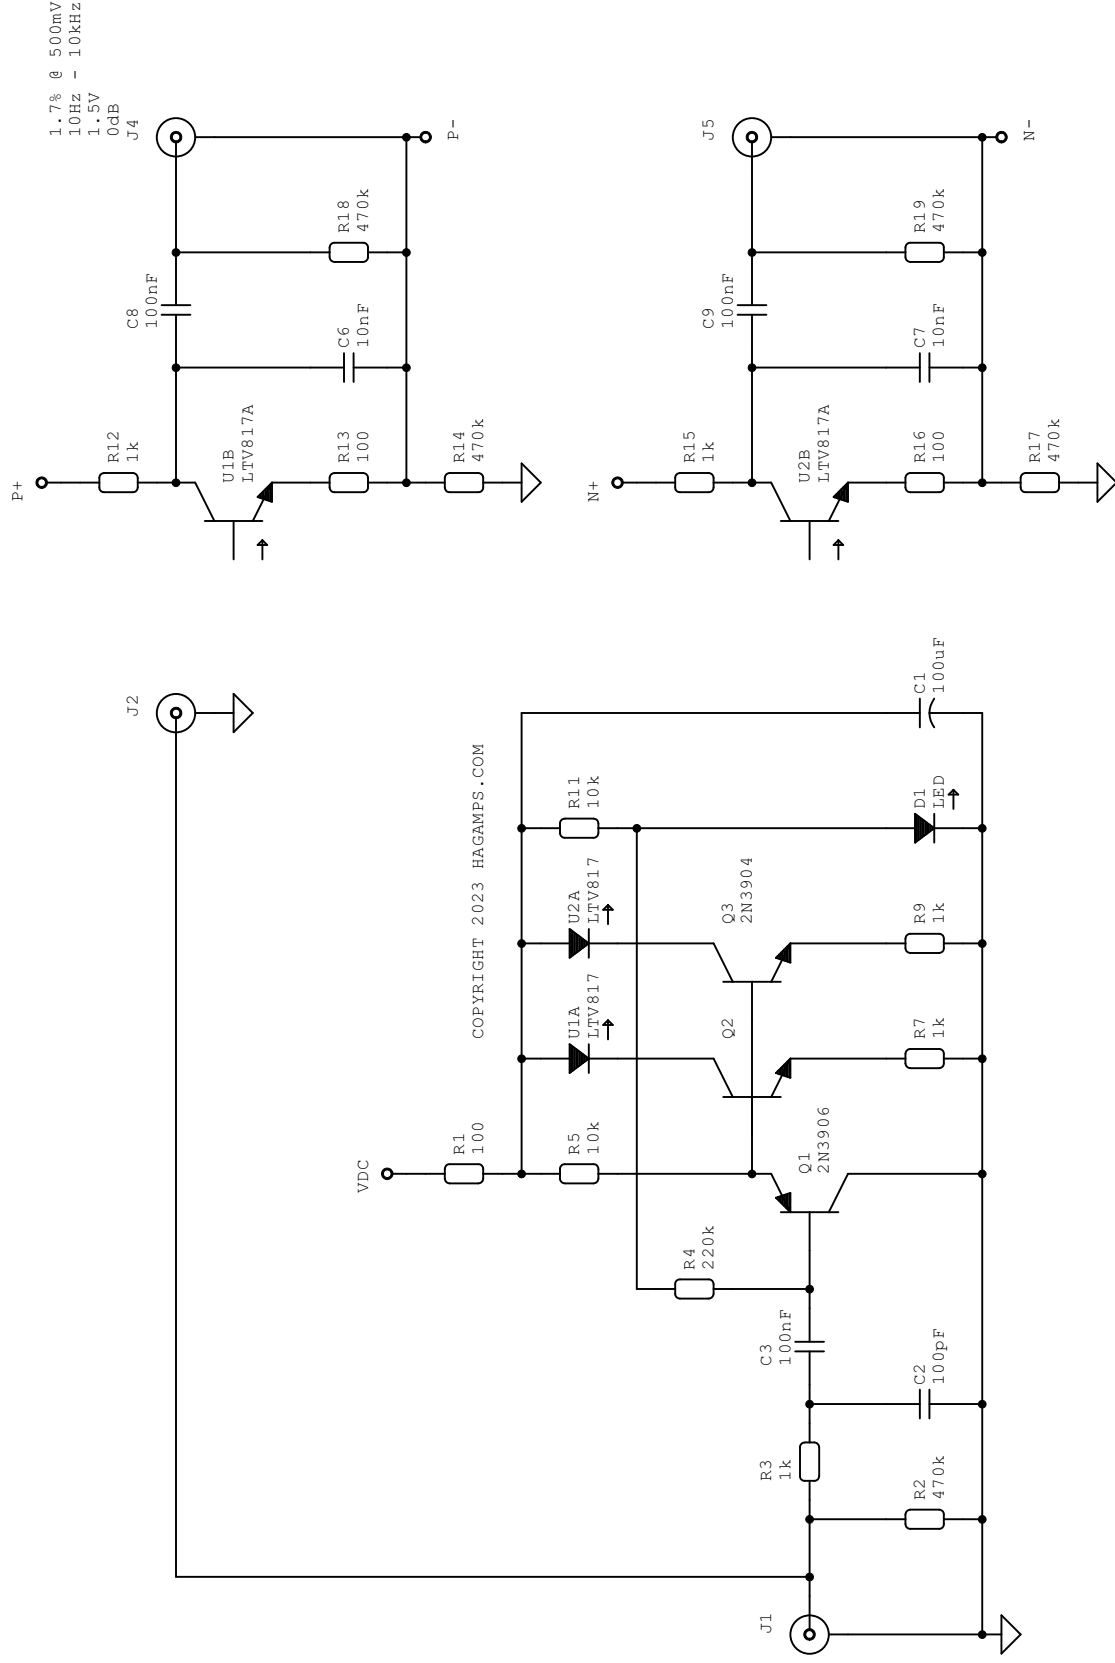 1.7% @ 500mV
10Hz - 10kHz
1.5V
0dB
J4
P-
R18
470k
C8
100nF
C6
10nF
P+
R12
1k
U1B
LTV817A
R13
100
R14
470k
J5
N-
R19
470k
C9
100nF
C7
10nF
N+
R15
1k
U2B
LTV817A
R16
100
R17
470k
J2
C1
100uF
COPYRIGHT 2023 HAGAMPS.COM
R11
10k
D1
LED
U2A
LTV817
Q3
2N3904
R9
1k
U1A
LTV817
Q2
R7
1k
VDC
R1
100
R5
10k
Q1
2N3906
R4
220k
C3
100nF
C2
100pF
R3
1k
R2
470k
J1